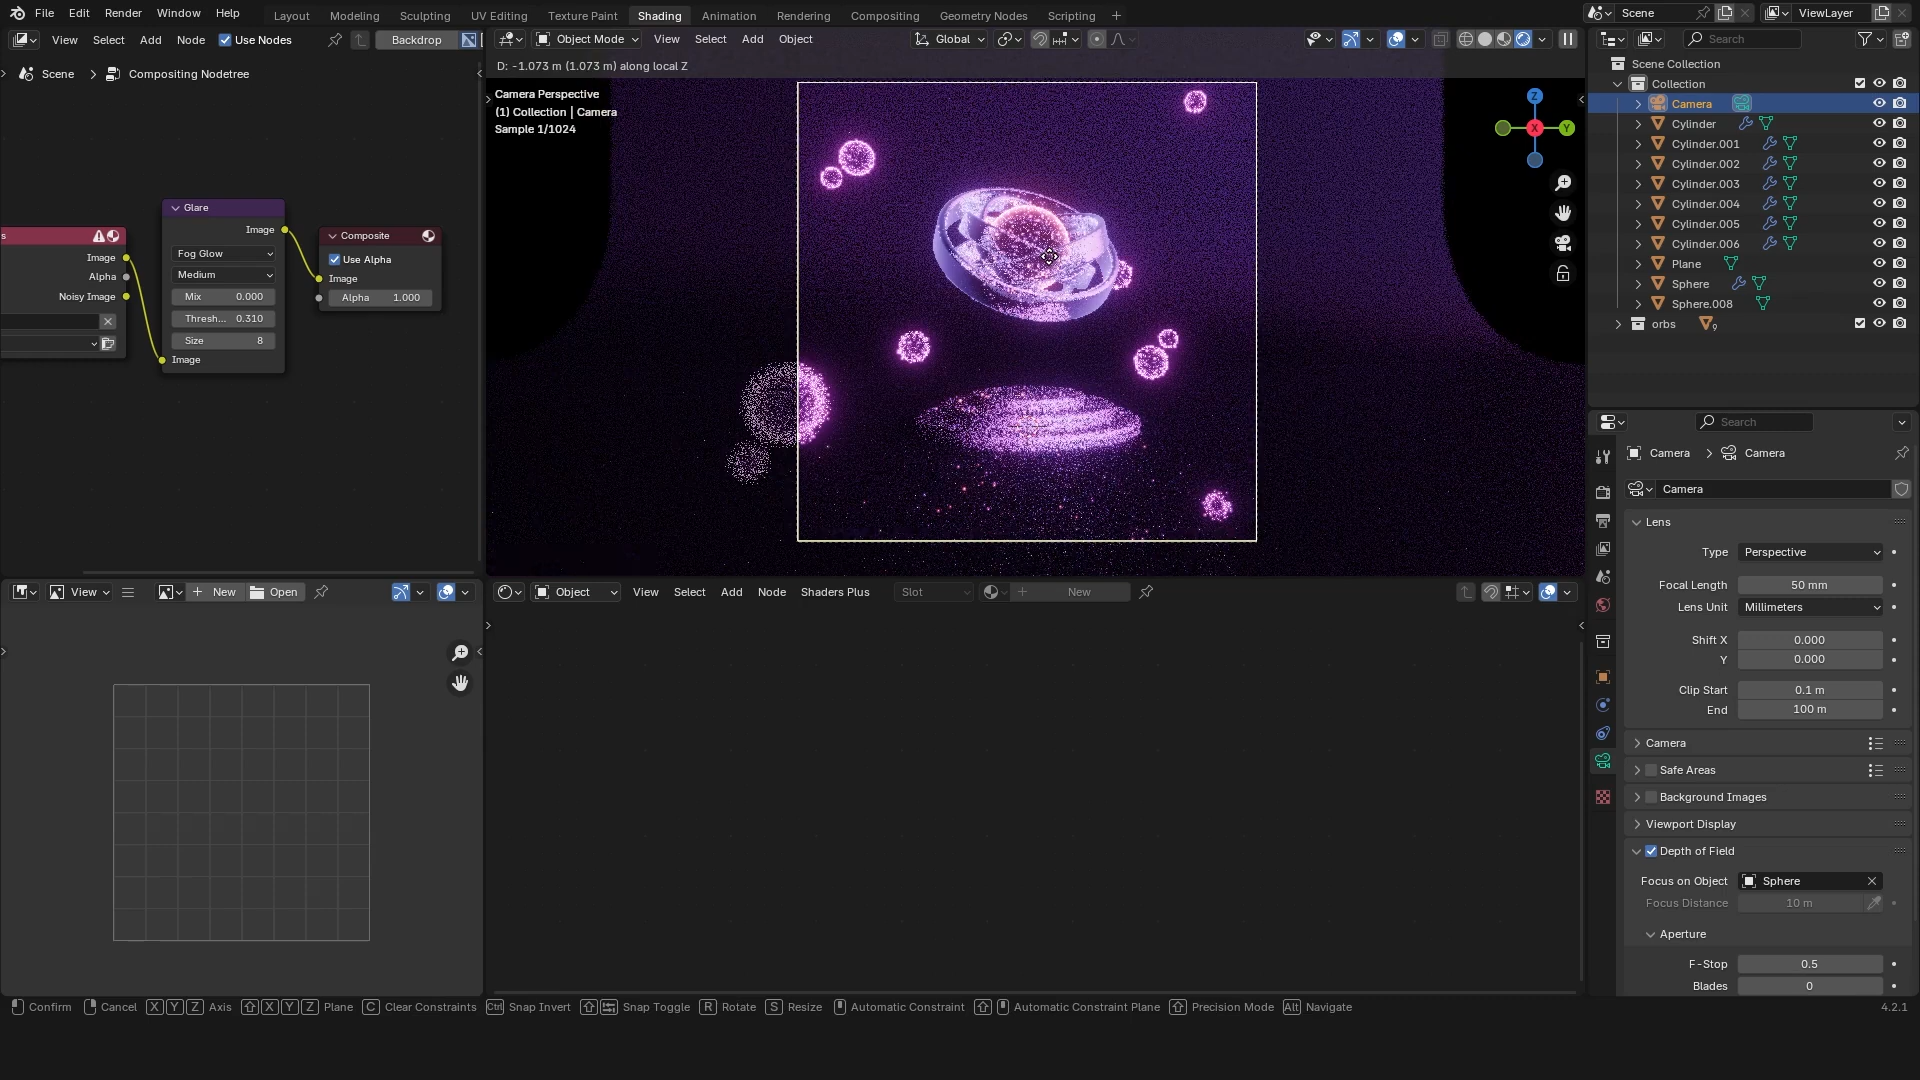 File Edit Render Window Help
Layout Modeling Sculpting UV Editing Texture Paint Shading Animation Rendering Compositing Geometry Nodes Scripting +
Scene ViewLayer
View Select Add Node Use Nodes Backdrop
Object Mode View Select Add Object Global
Search
Scene > Compositing Nodetree
D: -1.073 m (1.073 m) along local Z
Camera Perspective
(1) Collection | Camera
Sample 1/1024
Z
X
Y
Scene Collection
Collection
Camera
Cylinder
Cylinder.001
Cylinder.002
Cylinder.003
Cylinder.004
Cylinder.005
Cylinder.006
Plane
Sphere
Sphere.008
orbs 9
s
Image
Alpha
Noisy Image
Glare
Image
Fog Glow
Medium
Mix 0.000
Thresh... 0.310
Size 8
Image
Composite
Use Alpha
Image
Alpha 1.000
Search
Camera > Camera
Camera
Lens
Type Perspective
Focal Length 50 mm
Lens Unit Millimeters
Shift X 0.000
Y 0.000
Clip Start 0.1 m
End 100 m
Camera
Safe Areas
Background Images
Viewport Display
Depth of Field
Focus on Object Sphere
Focus Distance 10 m
Aperture
F-Stop 0.5
Blades 0
View New Open
Object View Select Add Node Shaders Plus Slot New
Confirm Cancel X Y Z Axis X Y Z Plane C Clear Constraints Ctrl Snap Invert Snap Toggle R Rotate S Resize Automatic Constraint Automatic Constraint Plane Precision Mode Alt Navigate
4.2.1